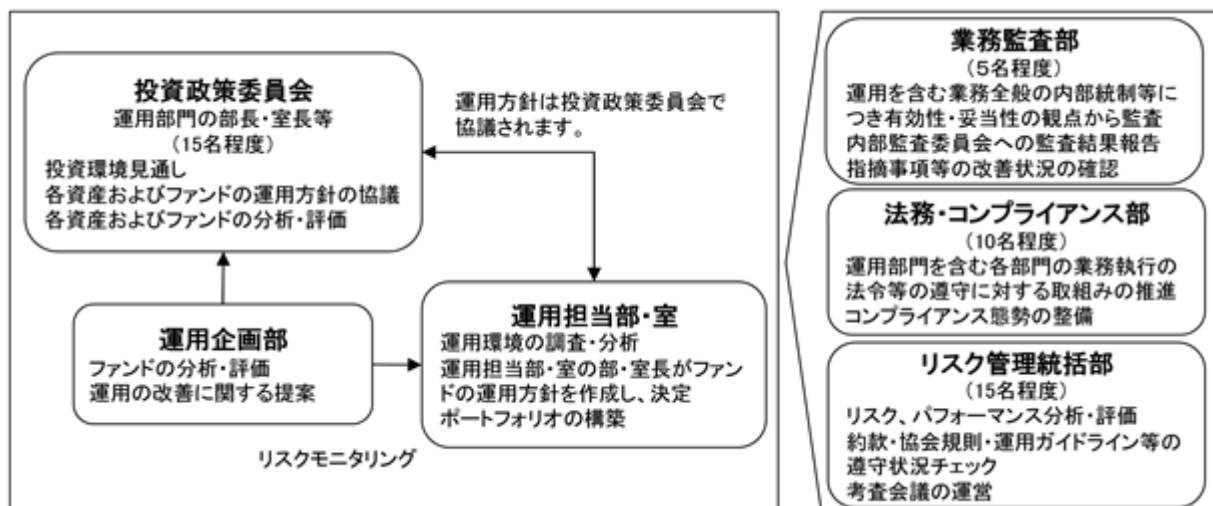 投資政策委員会
運用部門の部長・室長等
(15名程度)
投資環境見通し
各資産およびファンドの運用方針の協議
各資産およびファンドの分析・評価
運用方針は投資政策委員会で
協議されます。
運用企画部
ファンドの分析・評価
運用の改善に関する提案
運用担当部・室
運用環境の調査・分析
運用担当部・室の部・室長がファン
ドの運用方針を作成し、決定
ポートフォリオの構築
リスクモニタリング
業務監査部
(5名程度)
運用を含む業務全般の内部統制等に
つき有効性・妥当性の観点から監査
内部監査委員会への監査結果報告
指摘事項等の改善状況の確認
法務・コンプライアンス部
(10名程度)
運用部門を含む各部門の業務執行の
法令等の遵守に対する取組みの推進
コンプライアンス態勢の整備
リスク管理統括部
(15名程度)
リスク、パフォーマンス分析・評価
約款・協会規則・運用ガイドライン等の
遵守状況チェック
考査会議の運営